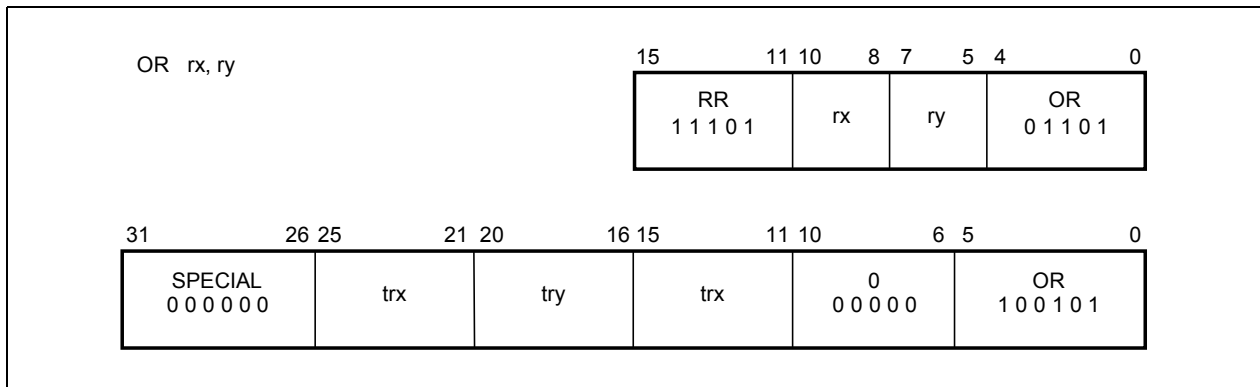 OR rx, ry
15 11 10 8 7 5 4 0
RR rx ry OR
1 1 1 0 1 0 1 1 0 1
31 26 25 21 20 16 15 11 10 6 5 0
SPECIAL trx try trx 0 OR
0 0 0 0 0 0 0 0 0 0 0 1 0 0 1 0 1